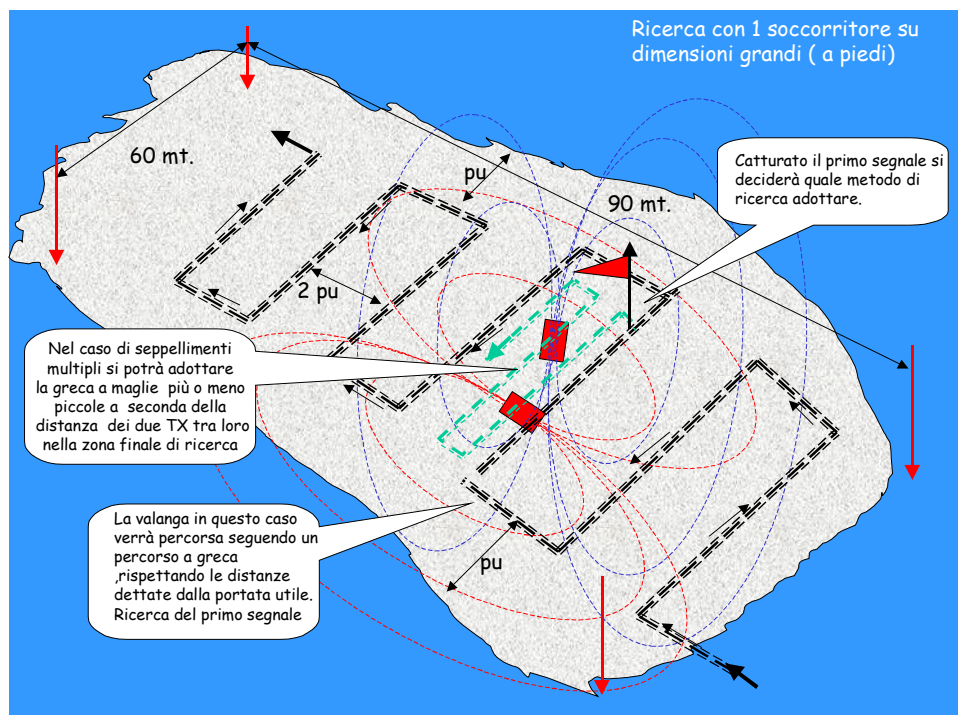 Ricerca con 1 soccorritore su
dimensioni grandi ( a piedi)
60 mt.
pu
90 mt.
Catturato il primo segnale si
deciderà quale metodo di
ricerca adottare.
2 pu
Nel caso di seppellimenti
multipli si potrà adottare
la greca a maglie più o meno
piccole a seconda della
distanza dei due TX tra loro
nella zona finale di ricerca
La valanga in questo caso
verrà percorsa seguendo un
percorso a greca
,rispettando le distanze
dettate dalla portata utile.
Ricerca del primo segnale
pu